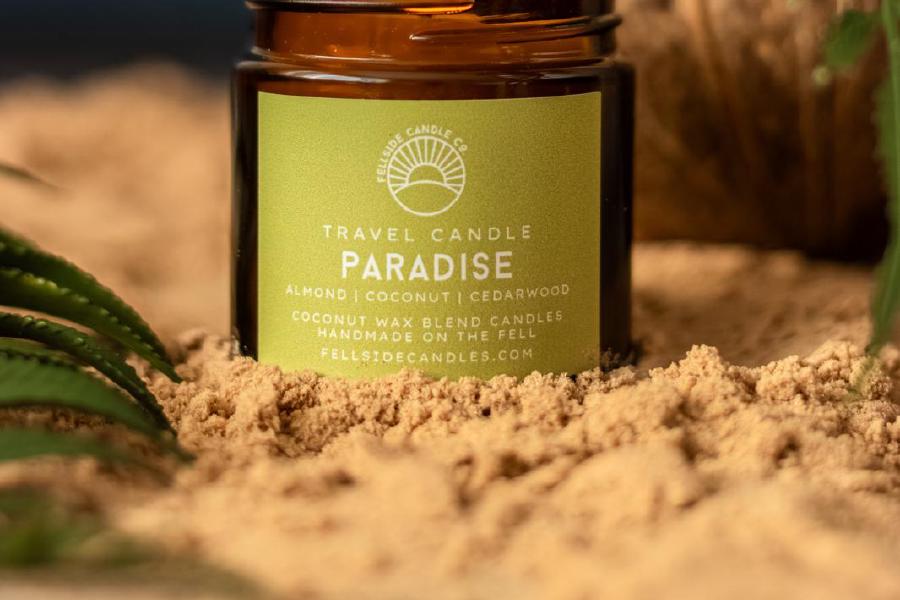 FELLSIDE CANDLE CO
TRAVEL CANDLE
PARADISE
ALMOND | COCONUT | CEDARWOOD
COCONUT WAX BLEND CANDLES
HANDMADE ON THE FELL
FELLSIDECANDLES.COM